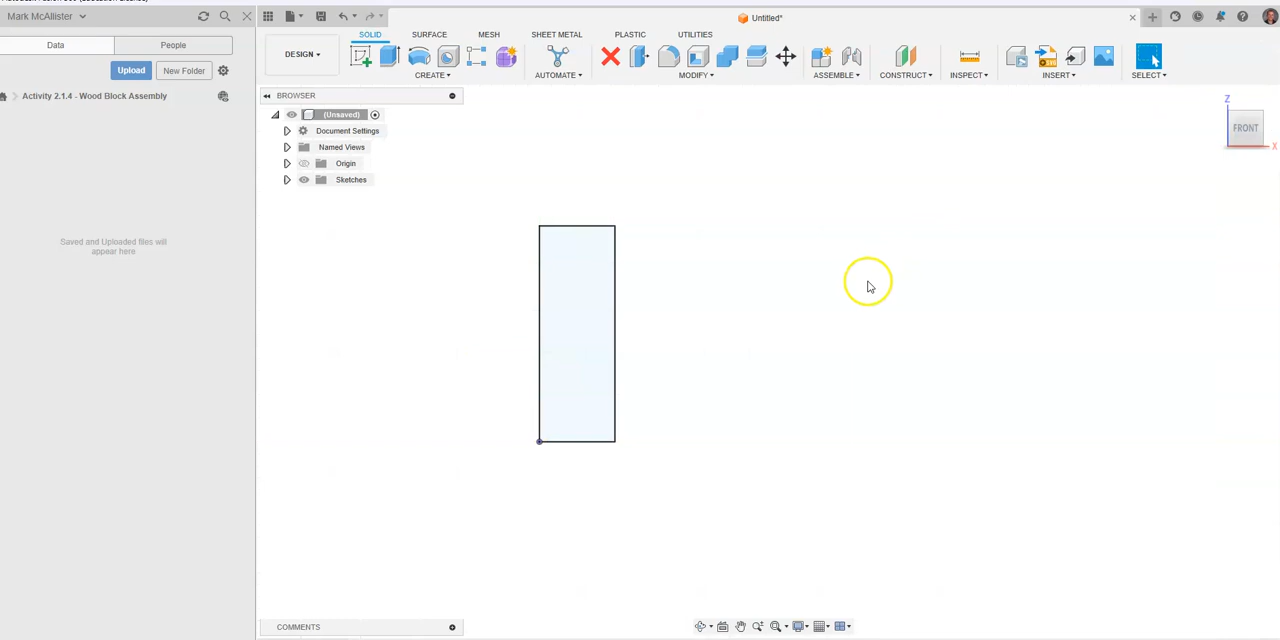 Mark McAllister
Untitled*
Data
People
SOLID
SURFACE
MESH
SHEET METAL
PLASTIC
UTILITIES
DESIGN
CREATE
AUTOMATE
MODIFY
ASSEMBLE
CONSTRUCT
INSPECT
INSERT
SELECT
Upload
New Folder
Activity 2.1.4 - Wood Block Assembly
BROWSER
(Unsaved)
Document Settings
Named Views
Origin
Sketches
Saved and Uploaded files will
appear here
Z
FRONT
X
COMMENTS